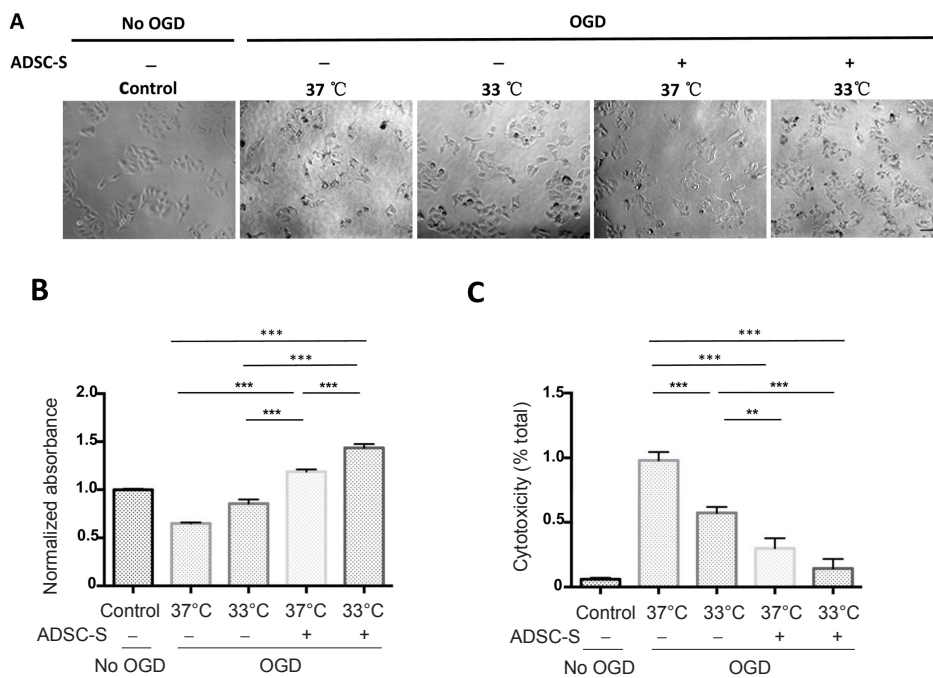 A
No OGD OGD
ADSC-S – – – + +
Control 37 ℃ 33 ℃ 37 ℃ 33℃
B
***
***
*** ***
***
Normalized absorbance
2.0
1.5
1.0
0.5
0
Control 37°C 33°C 37°C 33°C
ADSC-S – – – + +
No OGD OGD
C
***
***
*** ***
**
Cytotoxicity (% total)
1.5
1.0
0.5
0
Control 37°C 33°C 37°C 33°C
ADSC-S – – – + +
No OGD OGD